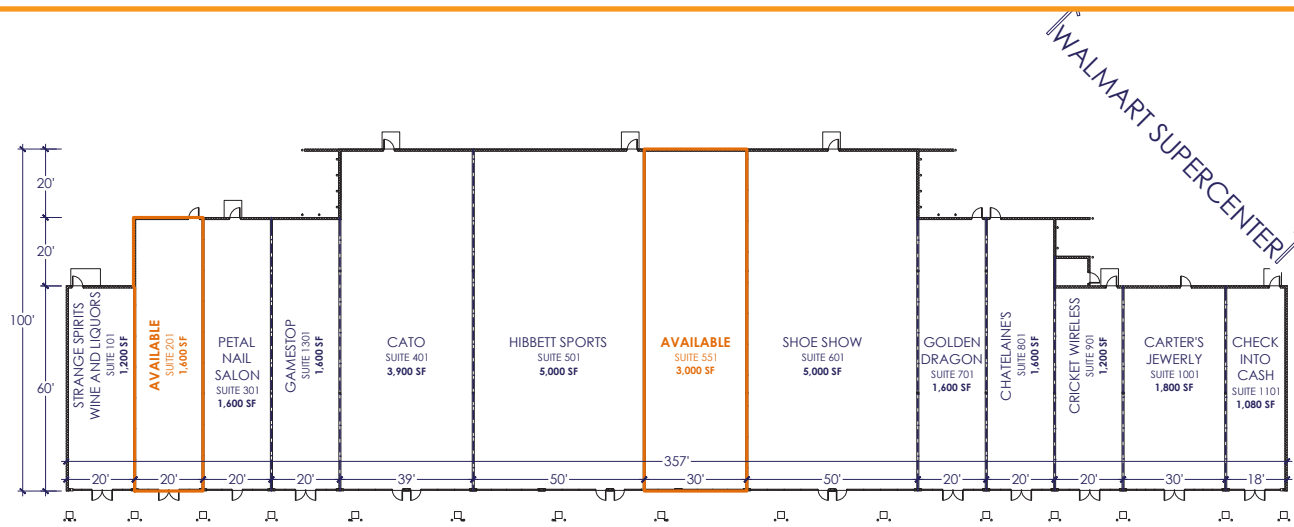 WALMART SUPERCENTER
20'
20'
100'
60'
STRANGE SPIRITS
WINE AND LIQUORS
SUITE 101
1,200 SF
AVAILABLE
SUITE 201
1,600 SF
PETAL
NAIL
SALON
SUITE 301
1,600 SF
GAMESTOP
SUITE 1301
1,600 SF
CATO
SUITE 401
3,900 SF
HIBBETT SPORTS
SUITE 501
5,000 SF
AVAILABLE
SUITE 551
3,000 SF
SHOE SHOW
SUITE 601
5,000 SF
GOLDEN
DRAGON
SUITE 701
1,600 SF
CHATELAINE'S
SUITE 801
1,600 SF
CRICKET WIRELESS
SUITE 901
1,200 SF
CARTER'S
JEWERLY
SUITE 1001
1,800 SF
CHECK
INTO
CASH
SUITE 1101
1,080 SF
357'
20' 20' 20' 20' 39' 50' 30' 50' 20' 20' 20' 30' 18'